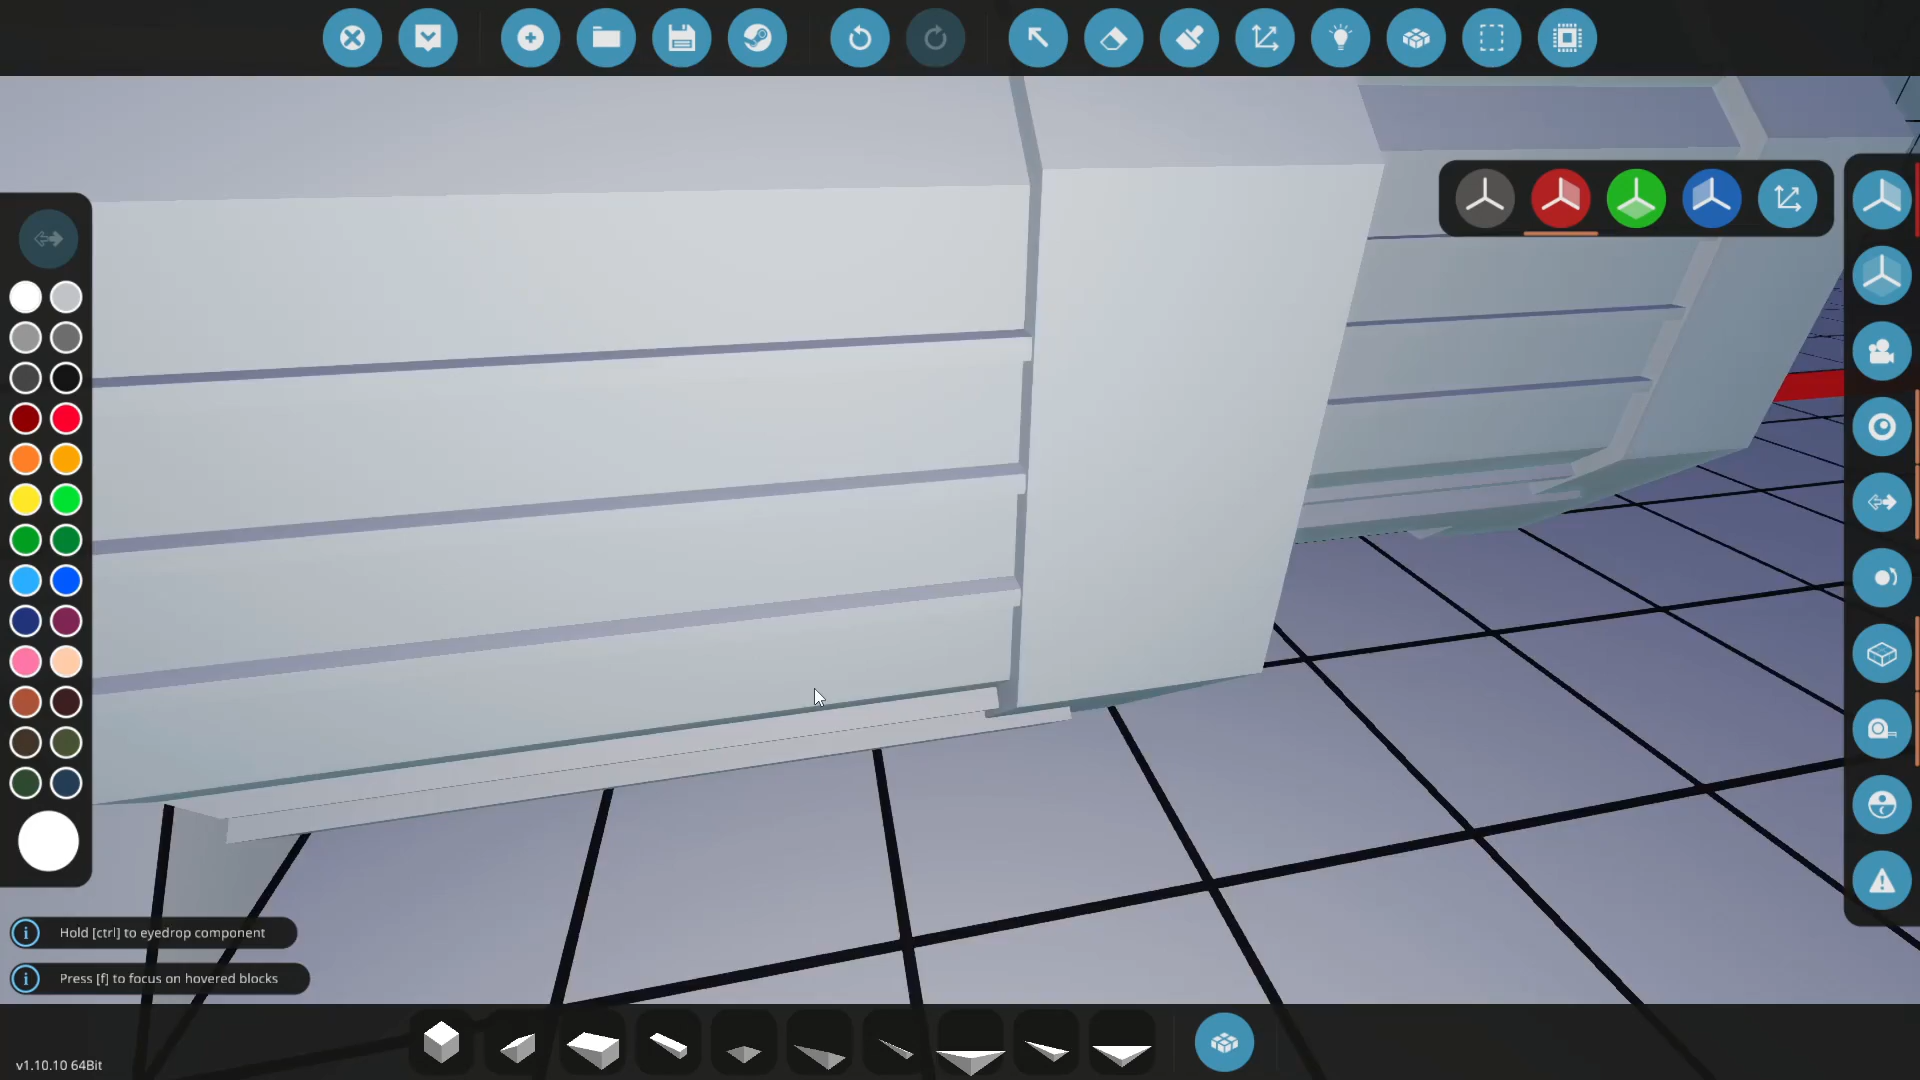 Hold [ctrl] to eyedrop component
Press [f] to focus on hovered blocks
v1.10.10 64Bit